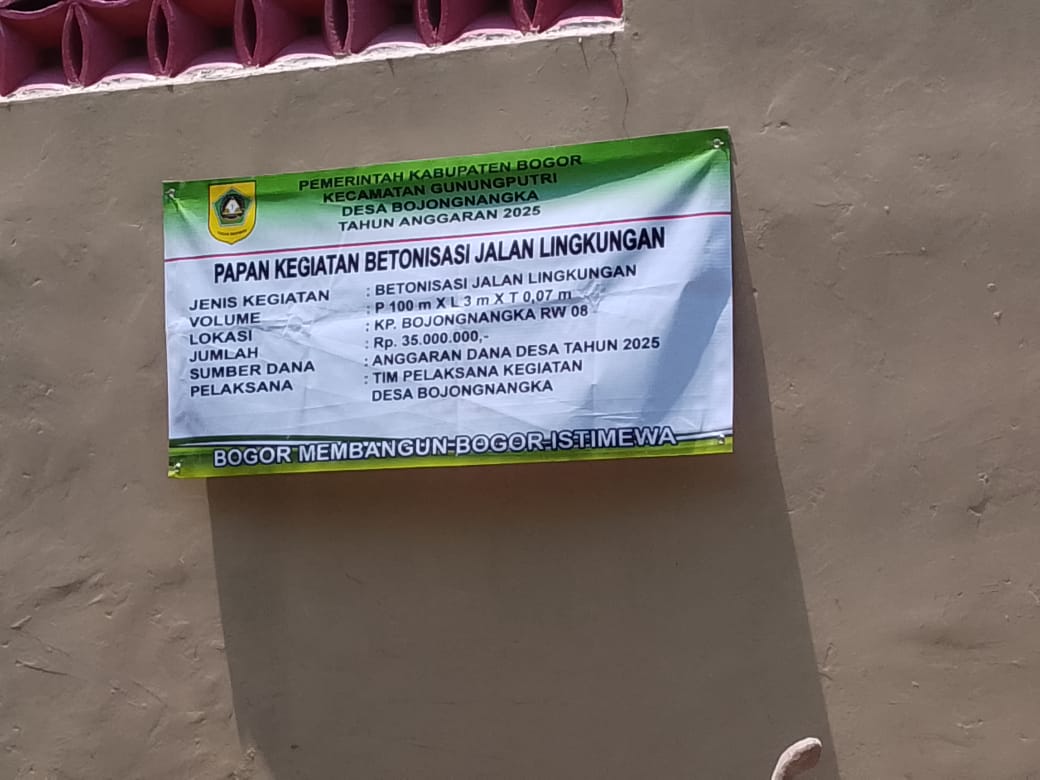 PEMERINTAH KABUPATEN BOGOR
KECAMATAN GUNUNGPUTRI
DESA BOJONGNANGKA
TAHUN ANGGARAN 2025
PAPAN KEGIATAN BETONISASI JALAN LINGKUNGAN
JENIS KEGIATAN : BETONISASI JALAN LINGKUNGAN
VOLUME : P 100 m X L 3 m X T 0,07 m
LOKASI : KP. BOJONGNANGKA RW 08
JUMLAH : Rp. 35.000.000,-
SUMBER DANA : ANGGARAN DANA DESA TAHUN 2025
PELAKSANA : TIM PELAKSANA KEGIATAN
DESA BOJONGNANGKA
BOGOR MEMBANGUN BOGOR ISTIMEWA